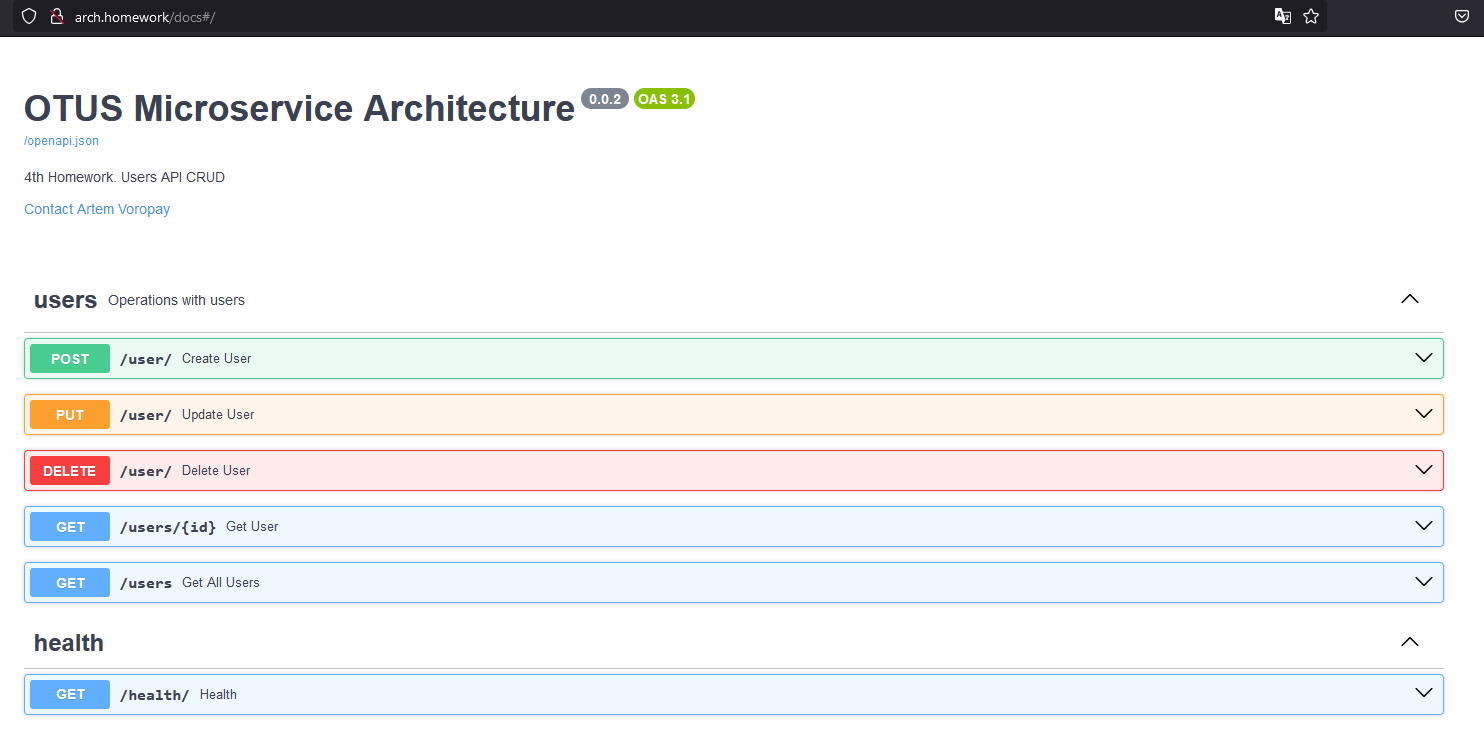 arch.homework/docs#/
OTUS Microservice Architecture 0.0.2 OAS 3.1
/openapi.json
4th Homework. Users API CRUD
Contact Artem Voropay
users Operations with users
POST /user/ Create User
PUT /user/ Update User
DELETE /user/ Delete User
GET /users/{id} Get User
GET /users Get All Users
health
GET /health/ Health